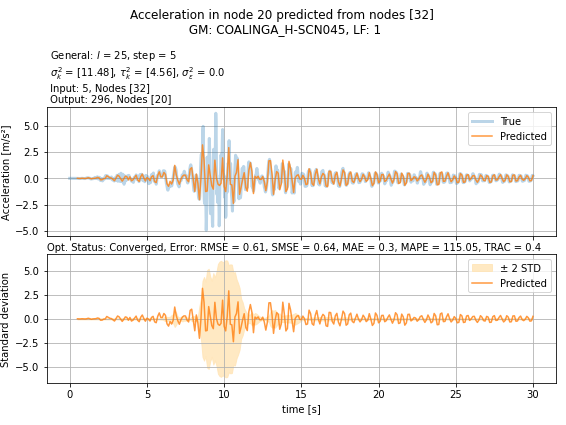 Acceleration in node 20 predicted from nodes [32]
GM: COALINGA_H-SCN045, LF: 1
General: l = 25, step = 5
σ²ₖ = [11.48], τ²ₖ = [4.56], σ²ε = 0.0
Input: 5, Nodes [32]
Output: 296, Nodes [20]
Acceleration [m/s²]
5.0
2.5
0.0
−2.5
−5.0
True
Predicted
Opt. Status: Converged, Error: RMSE = 0.61, SMSE = 0.64, MAE = 0.3, MAPE = 115.05, TRAC = 0.4
Standard deviation
5.0
2.5
0.0
−2.5
−5.0
± 2 STD
Predicted
0 5 10 15 20 25 30
time [s]